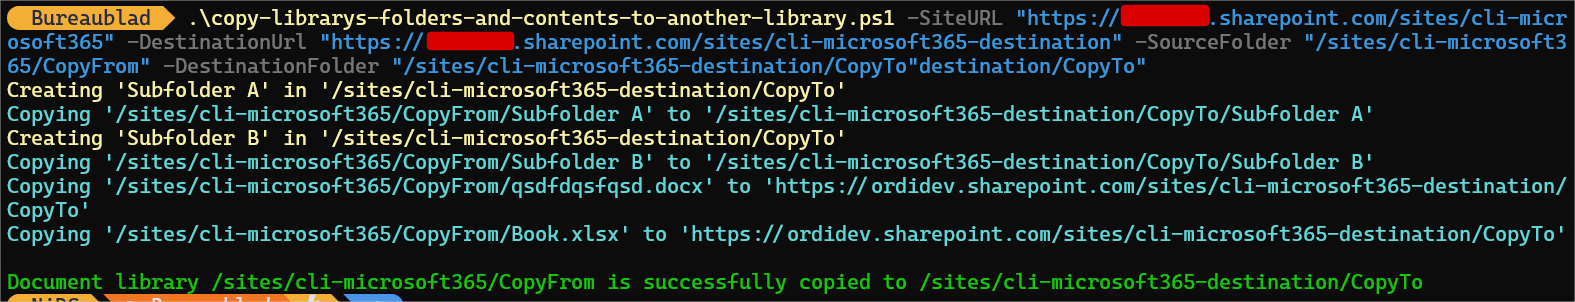 Bureaublad .\copy-librarys-folders-and-contents-to-another-library.ps1 -SiteURL "https://.sharepoint.com/sites/cli-micr
osoft365" -DestinationUrl "https://.sharepoint.com/sites/cli-microsoft365-destination" -SourceFolder "/sites/cli-microsoft3
65/CopyFrom" -DestinationFolder "/sites/cli-microsoft365-destination/CopyTo"destination/CopyTo"
Creating 'Subfolder A' in '/sites/cli-microsoft365-destination/CopyTo'
Copying '/sites/cli-microsoft365/CopyFrom/Subfolder A' to '/sites/cli-microsoft365-destination/CopyTo/Subfolder A'
Creating 'Subfolder B' in '/sites/cli-microsoft365-destination/CopyTo'
Copying '/sites/cli-microsoft365/CopyFrom/Subfolder B' to '/sites/cli-microsoft365-destination/CopyTo/Subfolder B'
Copying '/sites/cli-microsoft365/CopyFrom/qsdfdqsfqsd.docx' to 'https://ordidev.sharepoint.com/sites/cli-microsoft365-destination/
CopyTo'
Copying '/sites/cli-microsoft365/CopyFrom/Book.xlsx' to 'https://ordidev.sharepoint.com/sites/cli-microsoft365-destination/CopyTo'
Document library /sites/cli-microsoft365/CopyFrom is successfully copied to /sites/cli-microsoft365-destination/CopyTo
Bureaublad